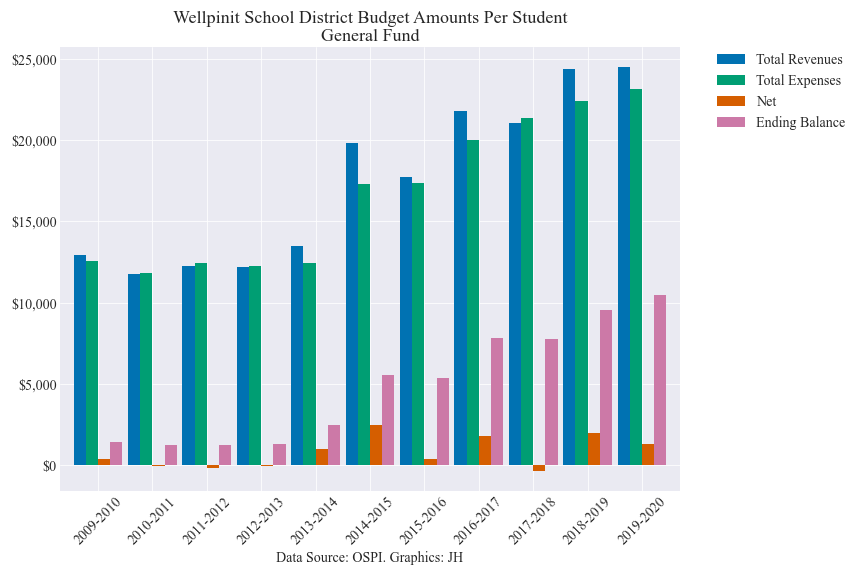 Wellpinit School District Budget Amounts Per Student
General Fund
$25,000
$20,000
$15,000
$10,000
$5,000
$0
Total Revenues
Total Expenses
Net
Ending Balance
2009-2010
2010-2011
2011-2012
2012-2013
2013-2014
2014-2015
2015-2016
2016-2017
2017-2018
2018-2019
2019-2020
Data Source: OSPI. Graphics: JH